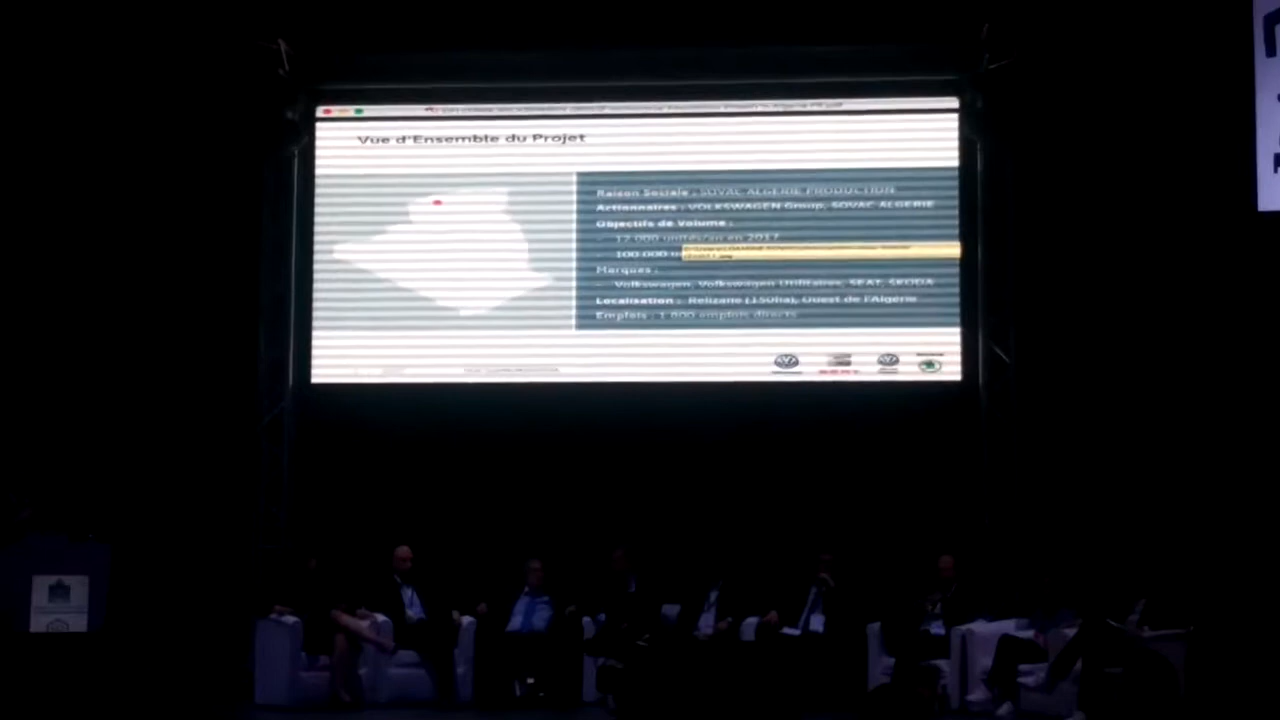 Vue d'Ensemble du Projet
Raison Sociale : SOVAC ALGERIE PRODUCTION
Actionnaires : VOLKSWAGEN Group, SOVAC ALGERIE
Objectifs de Volume :
- 12 000 unités/an en 2017
- 100 000
Marques :
- Volkswagen, Volkswagen Utilitaires, SEAT, ŠKODA
Localisation : Relizane (150ha), Ouest de l'Algérie
Emplois : 1 800 emplois directs
SEAT